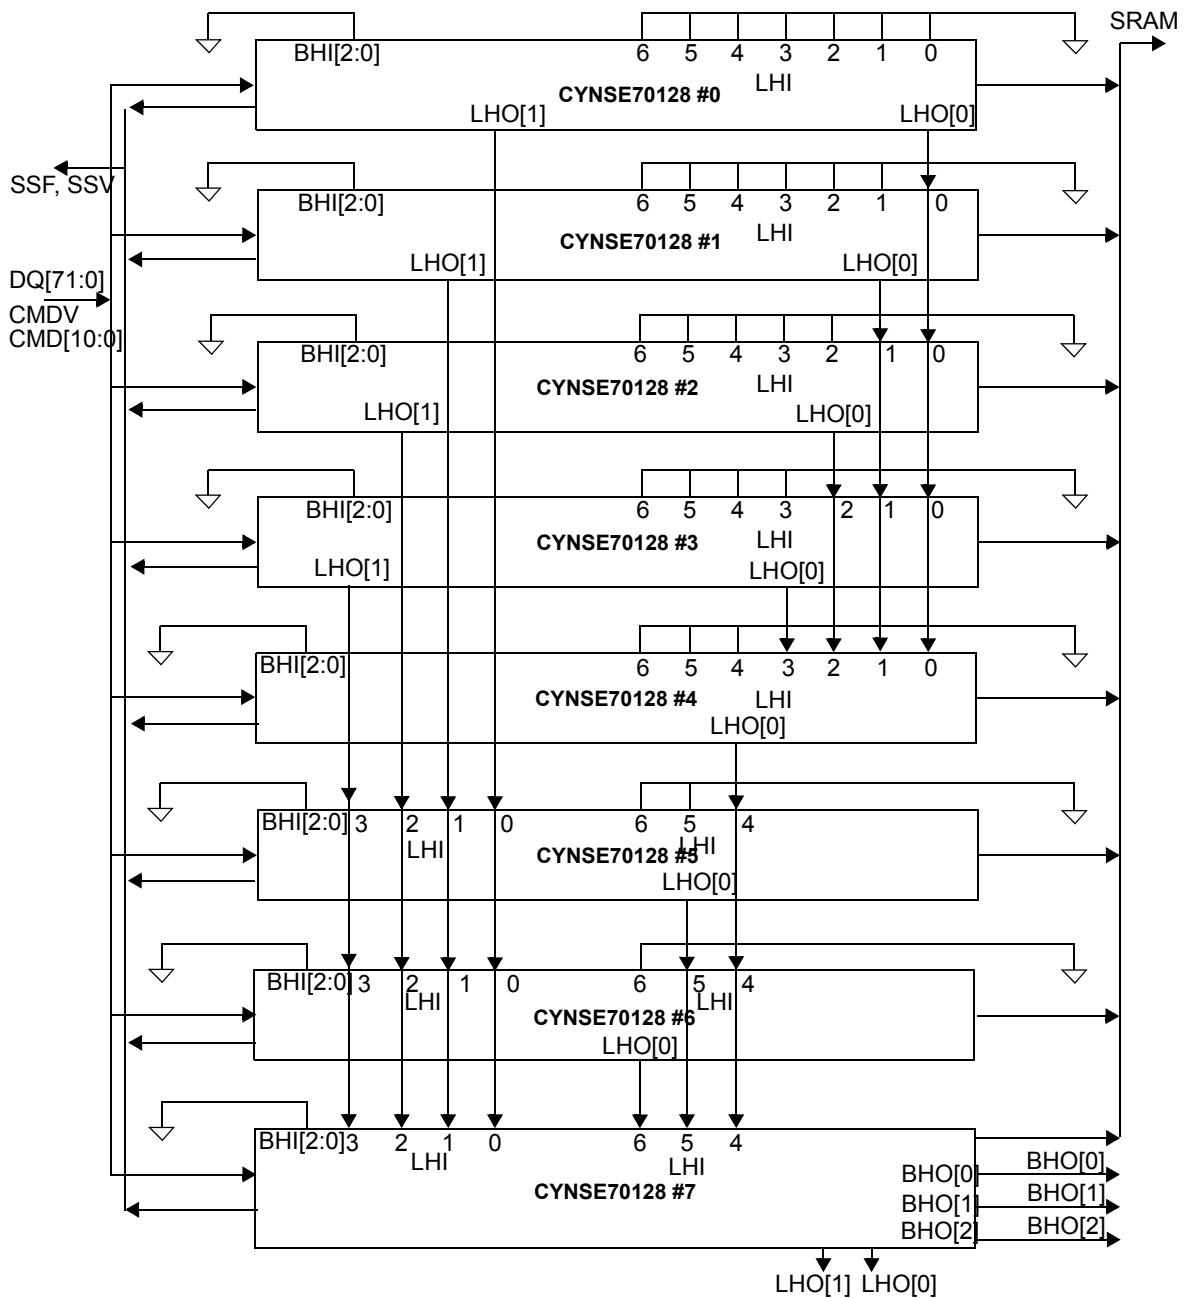 SRAM
BHI[2:0] 6 5 4 3 2 1 0
LHI
CYNSE70128 #0
LHO[1] LHO[0]
SSF, SSV
BHI[2:0] 6 5 4 3 2 1 0
LHI
CYNSE70128 #1
LHO[1] LHO[0]
DQ[71:0]
CMDV
CMD[10:0]
BHI[2:0] 6 5 4 3 2 1 0
LHI
CYNSE70128 #2
LHO[1] LHO[0]
BHI[2:0] 6 5 4 3 2 1 0
LHI
CYNSE70128 #3
LHO[1] LHO[0]
BHI[2:0] 6 5 4 3 2 1 0
LHI
CYNSE70128 #4
LHO[0]
BHI[2:0] 3 2 1 0 6 5 4
LHI LHI
CYNSE70128 #5
LHO[0]
BHI[2:0] 3 2 1 0 6 5 4
LHI LHI
CYNSE70128 #6
LHO[0]
BHI[2:0] 3 2 1 0 6 5 4
LHI LHI
CYNSE70128 #7
BHO[0] BHO[0]
BHO[1] BHO[1]
BHO[2] BHO[2]
LHO[1] LHO[0]